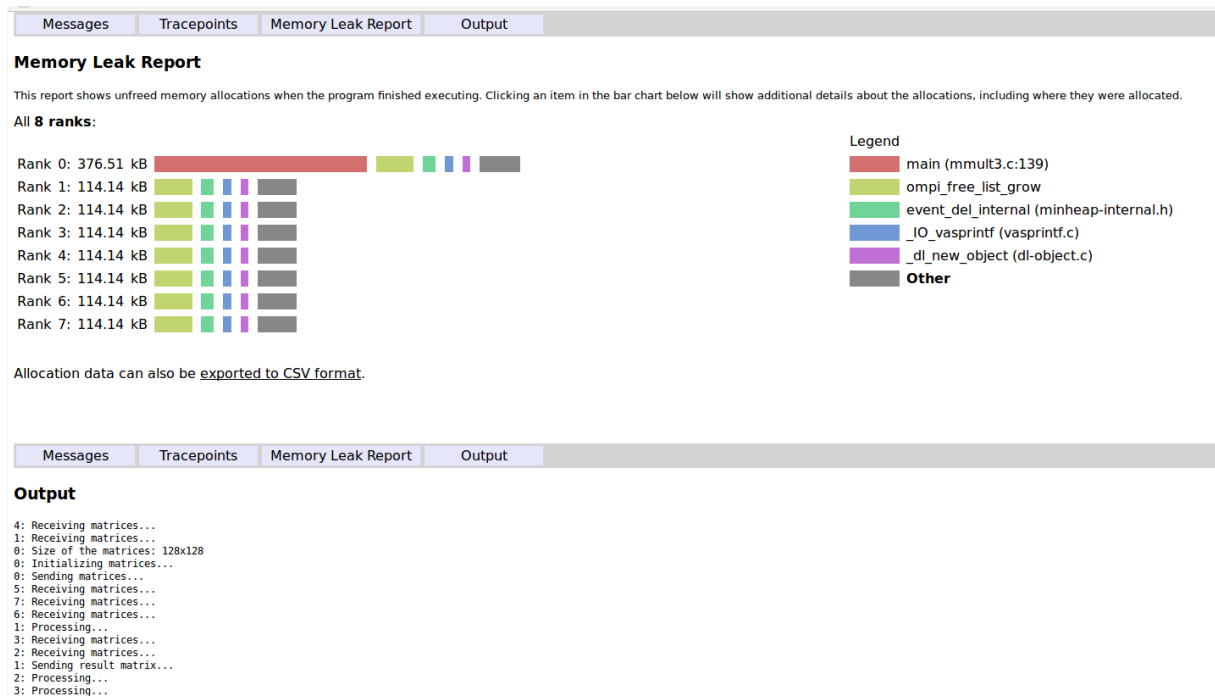 Messages Tracepoints Memory Leak Report Output
Memory Leak Report
This report shows unfreed memory allocations when the program finished executing. Clicking an item in the bar chart below will show additional details about the allocations, including where they were allocated.
All 8 ranks:
Legend
Rank 0: 376.51 kB main (mmult3.c:139)
Rank 1: 114.14 kB ompi_free_list_grow
Rank 2: 114.14 kB event_del_internal (minheap-internal.h)
Rank 3: 114.14 kB _IO_vasprintf (vasprintf.c)
Rank 4: 114.14 kB _dl_new_object (dl-object.c)
Rank 5: 114.14 kB Other
Rank 6: 114.14 kB
Rank 7: 114.14 kB
Allocation data can also be exported to CSV format.
Messages Tracepoints Memory Leak Report Output
Output
4: Receiving matrices...
1: Receiving matrices...
0: Size of the matrices: 128x128
0: Initializing matrices...
0: Sending matrices...
5: Receiving matrices...
7: Receiving matrices...
6: Receiving matrices...
1: Processing...
3: Receiving matrices...
2: Receiving matrices...
1: Sending result matrix...
2: Processing...
3: Processing...